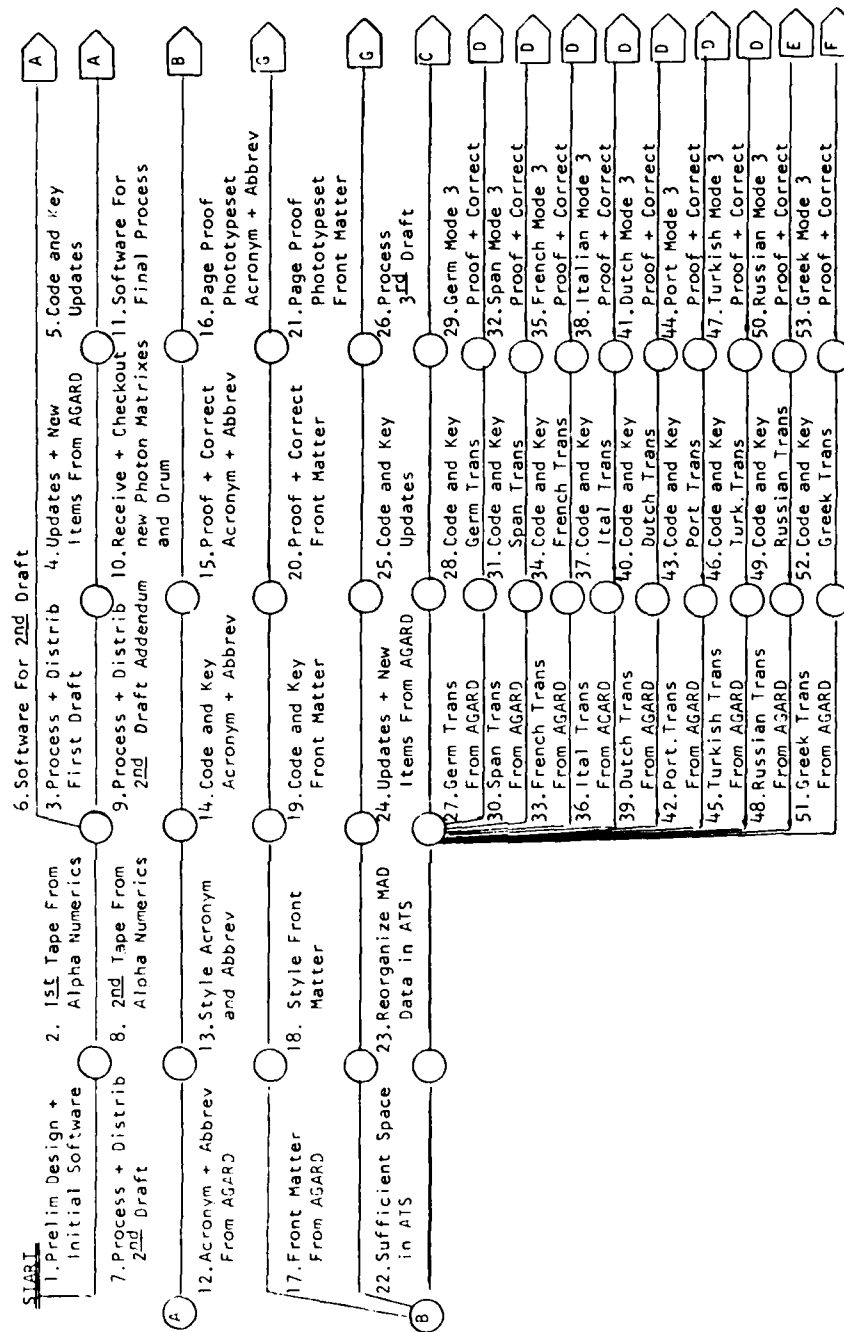 START
6. Software For 2nd Draft
A
1. Prelim Design +
Initial Software
2. 1st Tape From
Alpha Numerics
3. Process + Distrib
First Draft
4. Updates + New
Items From AGARD
5. Code and Key
Updates
A
7. Process + Distrib
2nd Draft
8. 2nd Tape From
Alpha Numerics
9. Process + Distrib
2nd Draft Addendum
10. Receive + Checkout
new Photon Matrixes
and Drum
11. Software For
Final Process
B
A
12. Acronym + Abbrev
From AGARD
13. Style Acronym
and Abbrev
14. Code and Key
Acronym + Abbrev
15. Proof + Correct
Acronym + Abbrev
16. Page Proof
Phototypeset
Acronym + Abbrev
G
17. Front Matter
From AGARD
18. Style Front
Matter
19. Code and Key
Front Matter
20. Proof + Correct
Front Matter
21. Page Proof
Phototypeset
Front Matter
G
22. Sufficient Space
in ATS
23. Reorganize MAD
Data in ATS
24. Updates + New
Items From AGARD
25. Code and Key
Updates
26. Process
3rd Draft
C
B
27. Germ Trans
From AGARD
28. Code and Key
Germ Trans
29. Germ Mode 3
Proof + Correct
D
30. Span Trans
From AGARD
31. Code and Key
Span Trans
32. Span Mode 3
Proof + Correct
D
33. French Trans
From AGARD
34. Code and Key
French Trans
35. French Mode 3
Proof + Correct
D
36. Ital Trans
From AGARD
37. Code and Key
Ital Trans
38. Italian Mode 3
Proof + Correct
D
39. Dutch Trans
From AGARD
40. Code and Key
Dutch Trans
41. Dutch Mode 3
Proof + Correct
D
42. Port. Trans
From AGARD
43. Code and Key
Port Trans
44. Port Mode 3
Proof + Correct
D
45. Turkish Trans
From AGARD
46. Code and Key
Turk. Trans
47. Turkish Mode 3
Proof + Correct
D
48. Russian Trans
From AGARD
49. Code and Key
Russian Trans
50. Russian Mode 3
Proof + Correct
E
51. Greek Trans
From AGARD
52. Code and Key
Greek Trans
53. Greek Mode 3
Proof + Correct
F